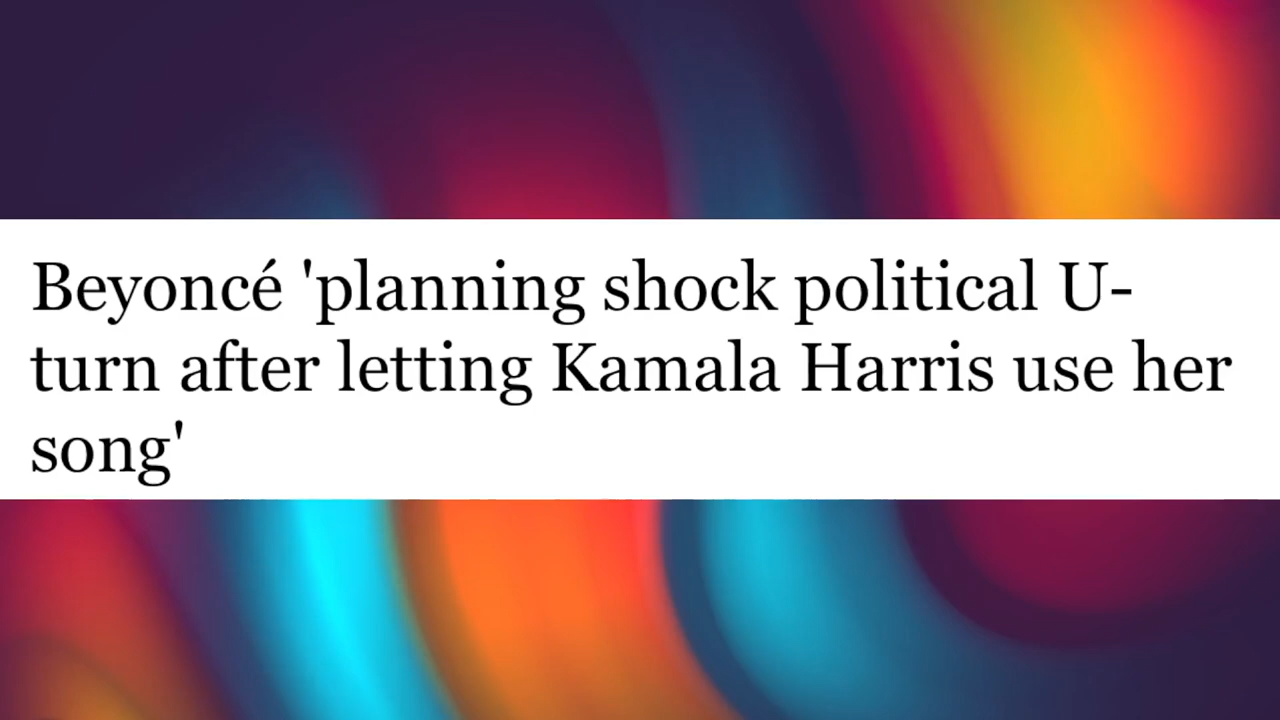 Beyoncé 'planning shock political U-
turn after letting Kamala Harris use her
song'